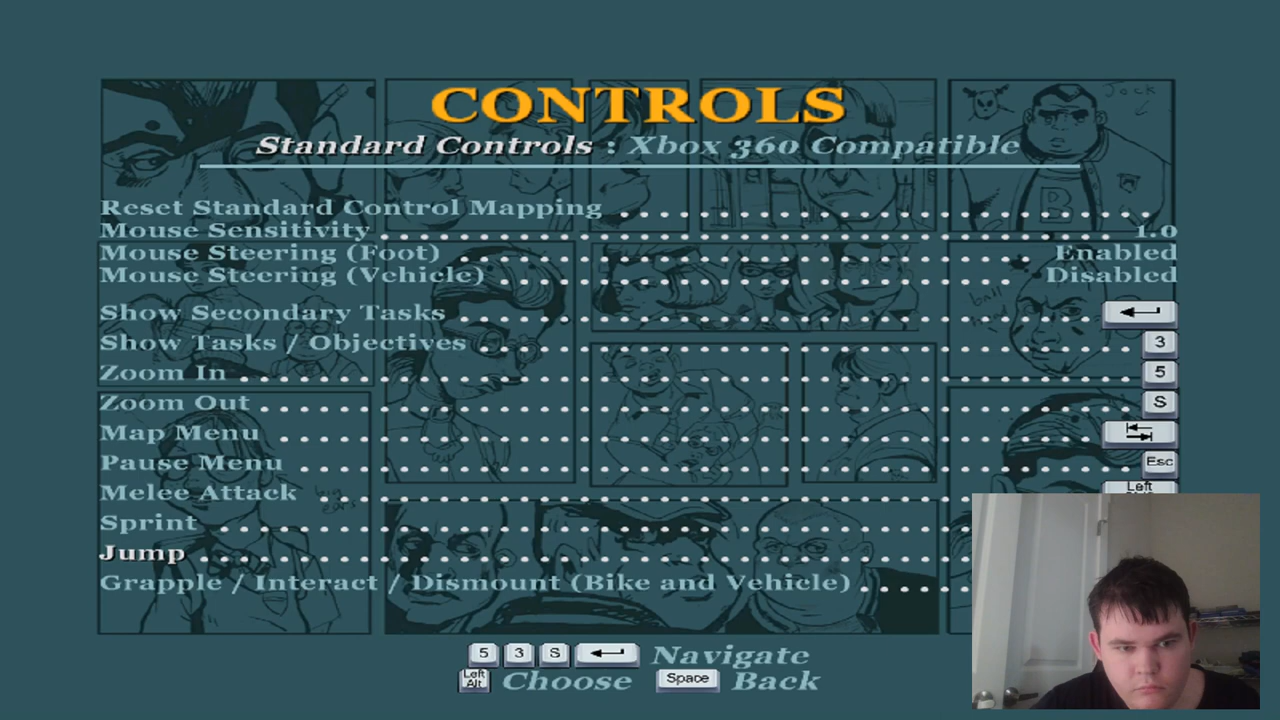 CONTROLS
Standard Controls : Xbox 360 Compatible
Jock
B
Reset Standard Control Mapping
Mouse Sensitivity 1.0
Mouse Steering (Foot) Enabled
Mouse Steering (Vehicle) Disabled
Show Secondary Tasks
Show Tasks / Objectives 3
Zoom In 5
Zoom Out S
Map Menu
Pause Menu Esc
Melee Attack Left
Sprint
Jump
Grapple / Interact / Dismount (Bike and Vehicle)
5 3 S Navigate
Left Alt Choose Space Back